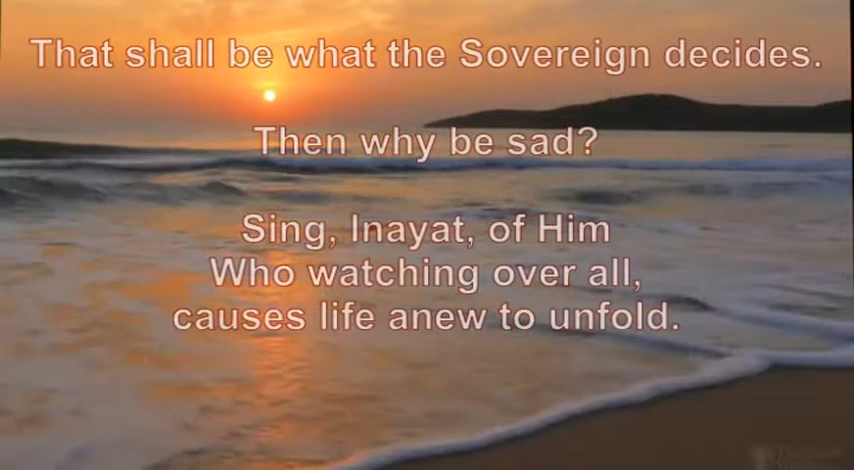 That shall be what the Sovereign decides.
Then why be sad?
Sing, Inayat, of Him
Who watching over all,
causes life anew to unfold.